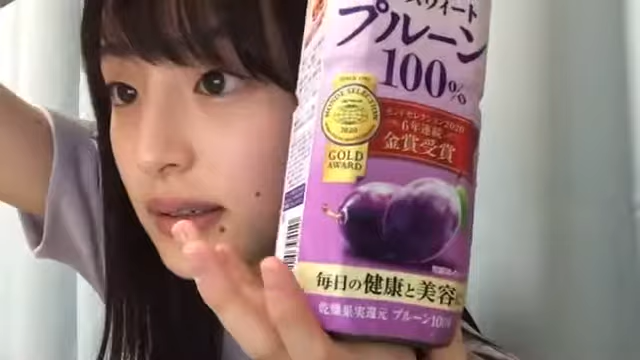 スウィート
プルーン
100%
SINCE 1961
MONDE SELECTION
2020
GOLD
AWARD
モンドセレクション2020
6年連続
金賞受賞
毎日の健康と美容に
乾燥果実還元 プルーン100%